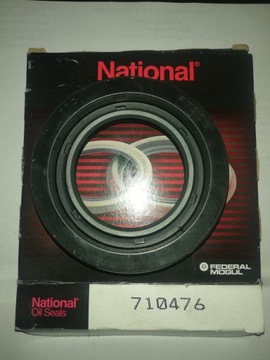 National®
FEDERAL
MOGUL
National®
Oil Seals
710476